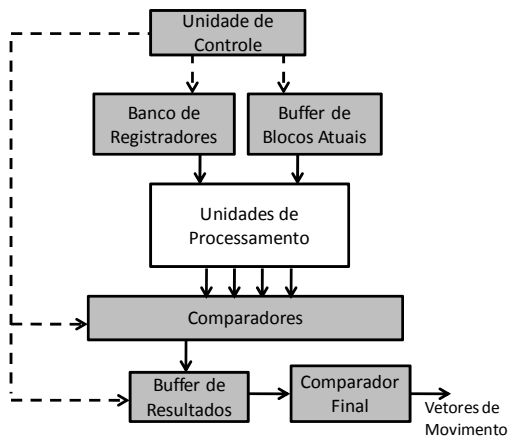 Unidade de
Controle
Banco de
Registradores
Buffer de
Blocos Atuais
Unidades de
Processamento
Comparadores
Buffer de
Resultados
Comparador
Final
Vetores de
Movimento